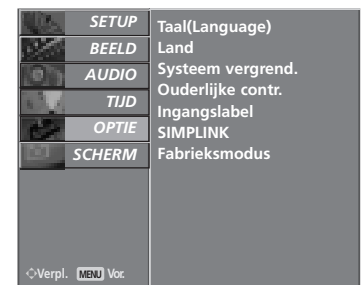 SETUP
BEELD
AUDIO
TIJD
OPTIE
SCHERM
Taal(Language)
Land
Systeem vergrend.
Ouderlijke contr.
Ingangslabel
SIMPLINK
Fabrieksmodus
Verpl. MENU Vor.